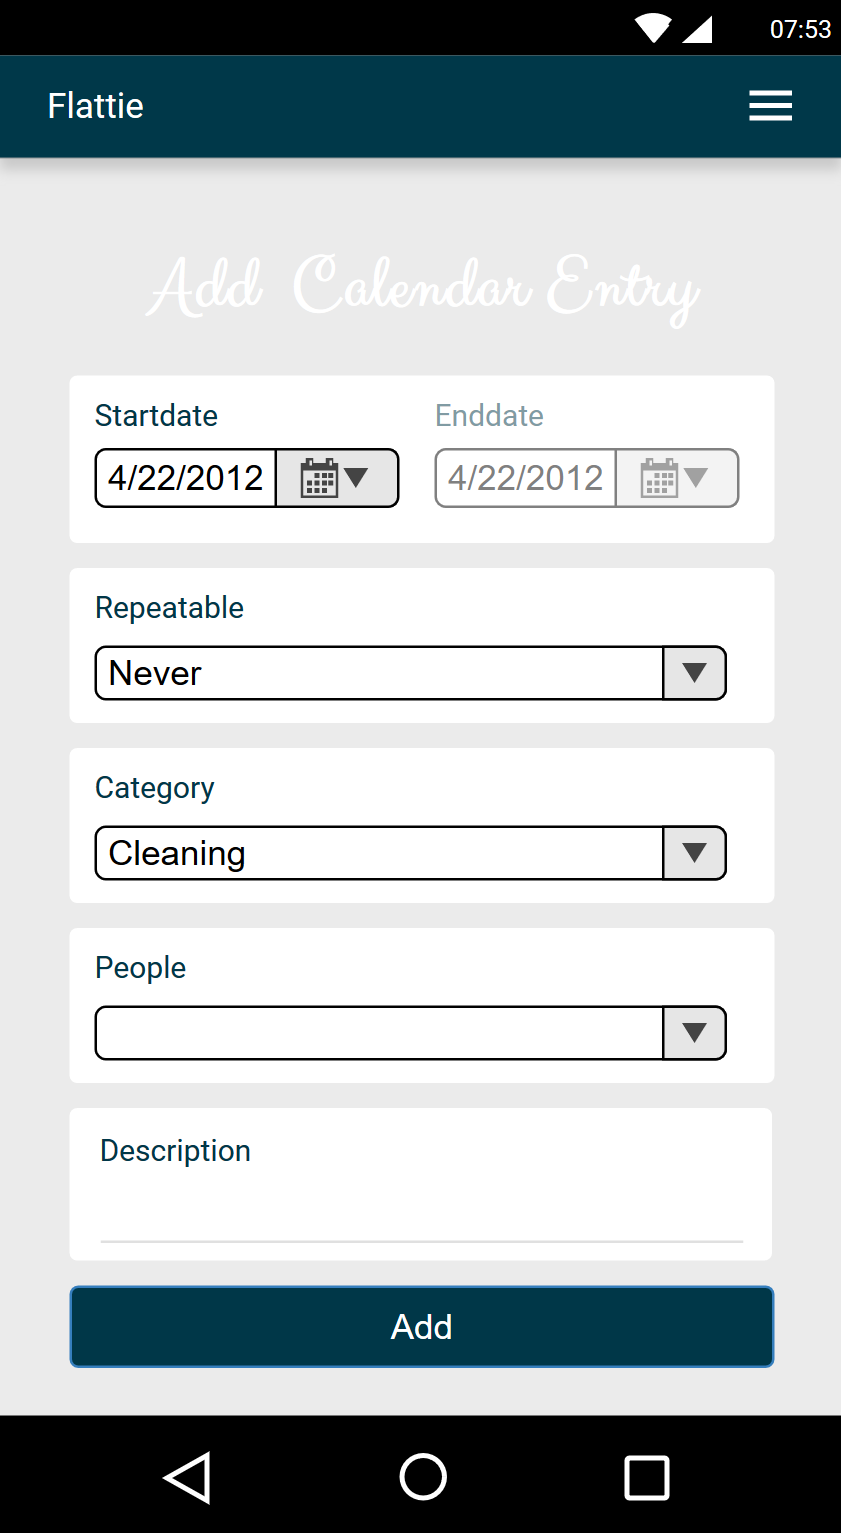 07:53
Flattie
Add Calendar Entry
Startdate Enddate
4/22/2012 4/22/2012
Repeatable
Never
Category
Cleaning
People
Description
Add